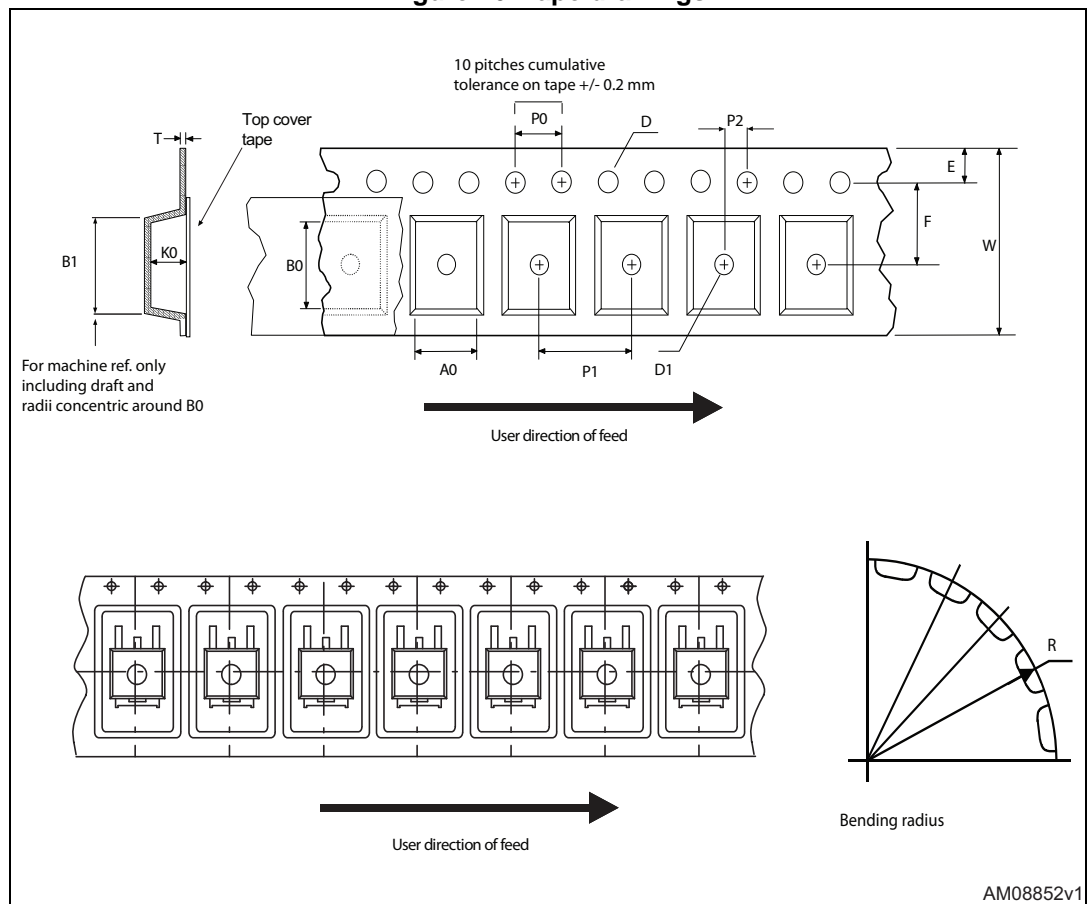 10 pitches cumulative
tolerance on tape +/- 0.2 mm
P0
D
P2
T
Top cover
tape
E
F
W
B1
K0
B0
For machine ref. only
including draft and
radii concentric around B0
A0
P1
D1
User direction of feed
R
Bending radius
User direction of feed
AM08852v1